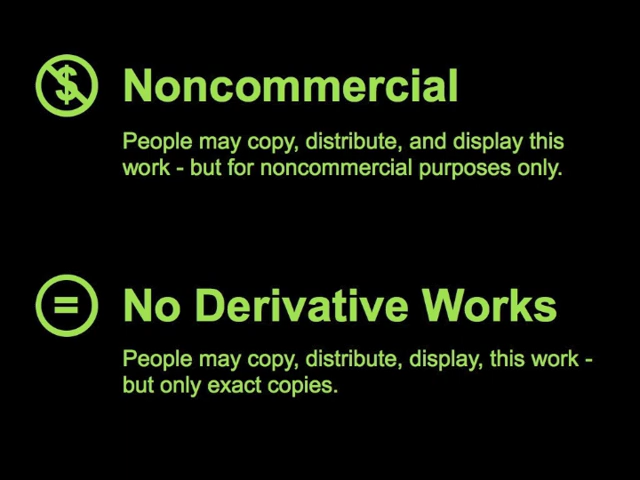 Noncommercial
People may copy, distribute, and display this
work - but for noncommercial purposes only.
No Derivative Works
People may copy, distribute, display, this work -
but only exact copies.